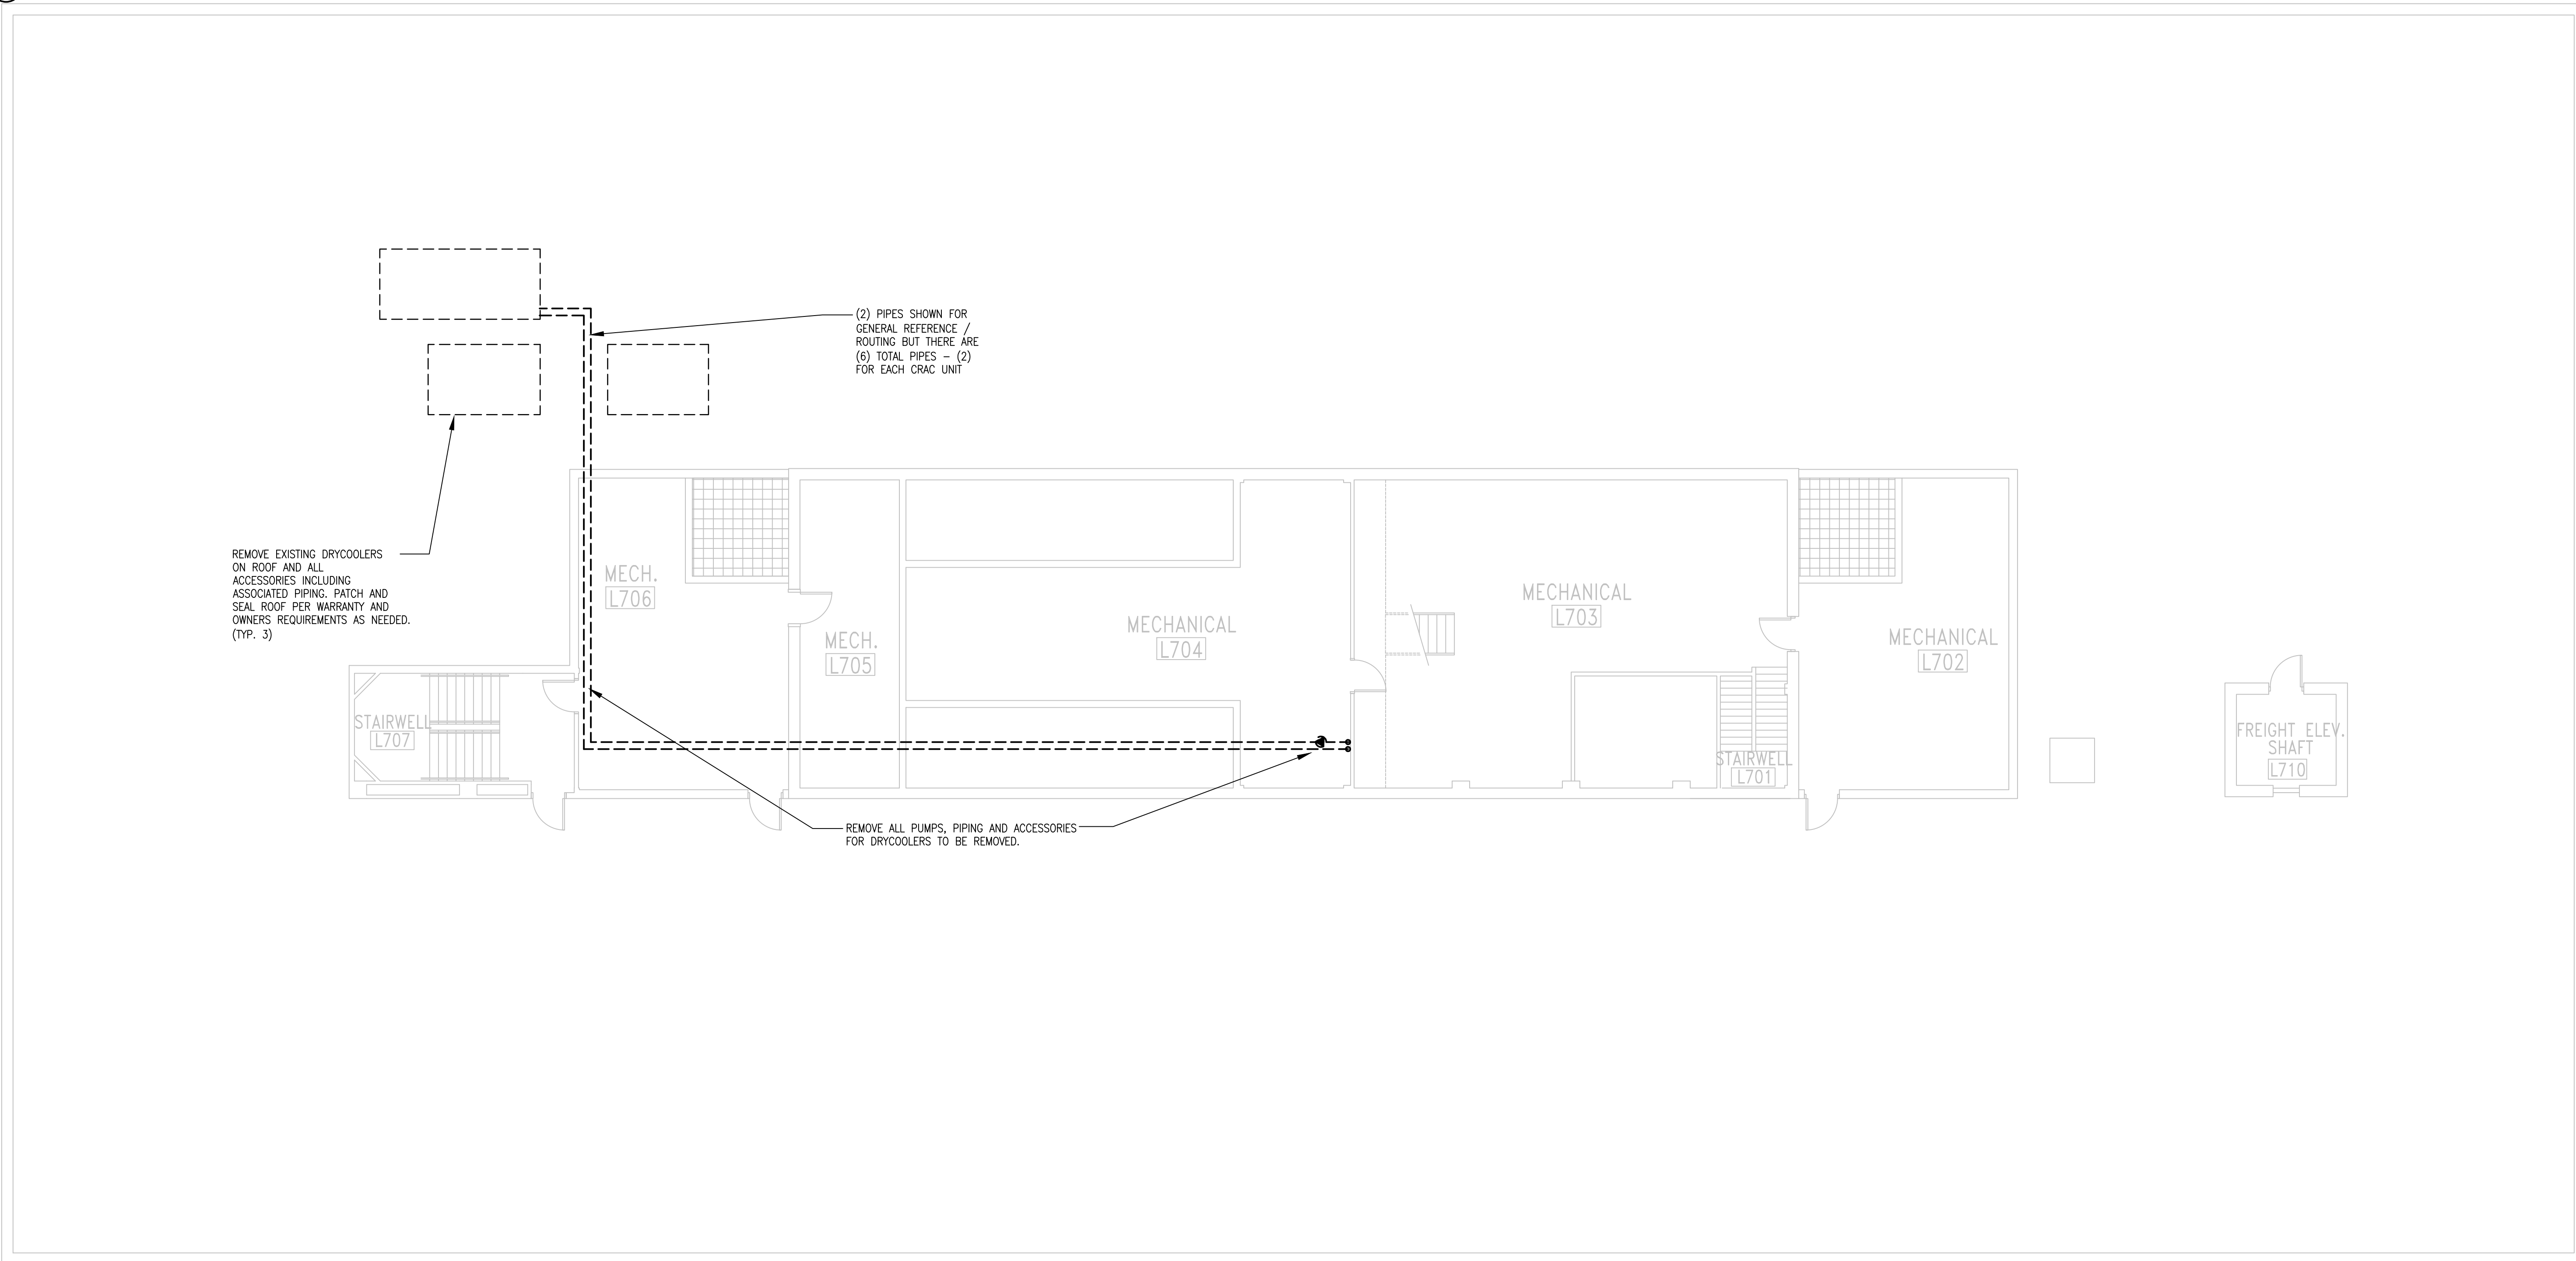 (2) PIPES SHOWN FOR
GENERAL REFERENCE /
ROUTING BUT THERE ARE
(6) TOTAL PIPES – (2)
FOR EACH CRAC UNIT
REMOVE EXISTING DRYCOOLERS
ON ROOF AND ALL
ACCESSORIES INCLUDING
ASSOCIATED PIPING. PATCH AND
SEAL ROOF PER WARRANTY AND
OWNERS REQUIREMENTS AS NEEDED.
(TYP. 3)
MECH.
L706
MECH.
L705
MECHANICAL
L704
MECHANICAL
L703
MECHANICAL
L702
STAIRWELL
L707
STAIRWELL
L701
FREIGHT ELEV.
SHAFT
L710
REMOVE ALL PUMPS, PIPING AND ACCESSORIES
FOR DRYCOOLERS TO BE REMOVED.